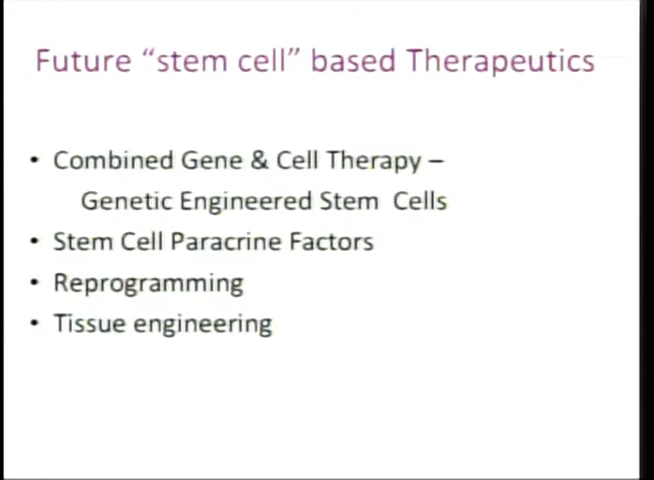 Future “stem cell” based Therapeutics
• Combined Gene & Cell Therapy –
Genetic Engineered Stem Cells
• Stem Cell Paracrine Factors
• Reprogramming
• Tissue engineering